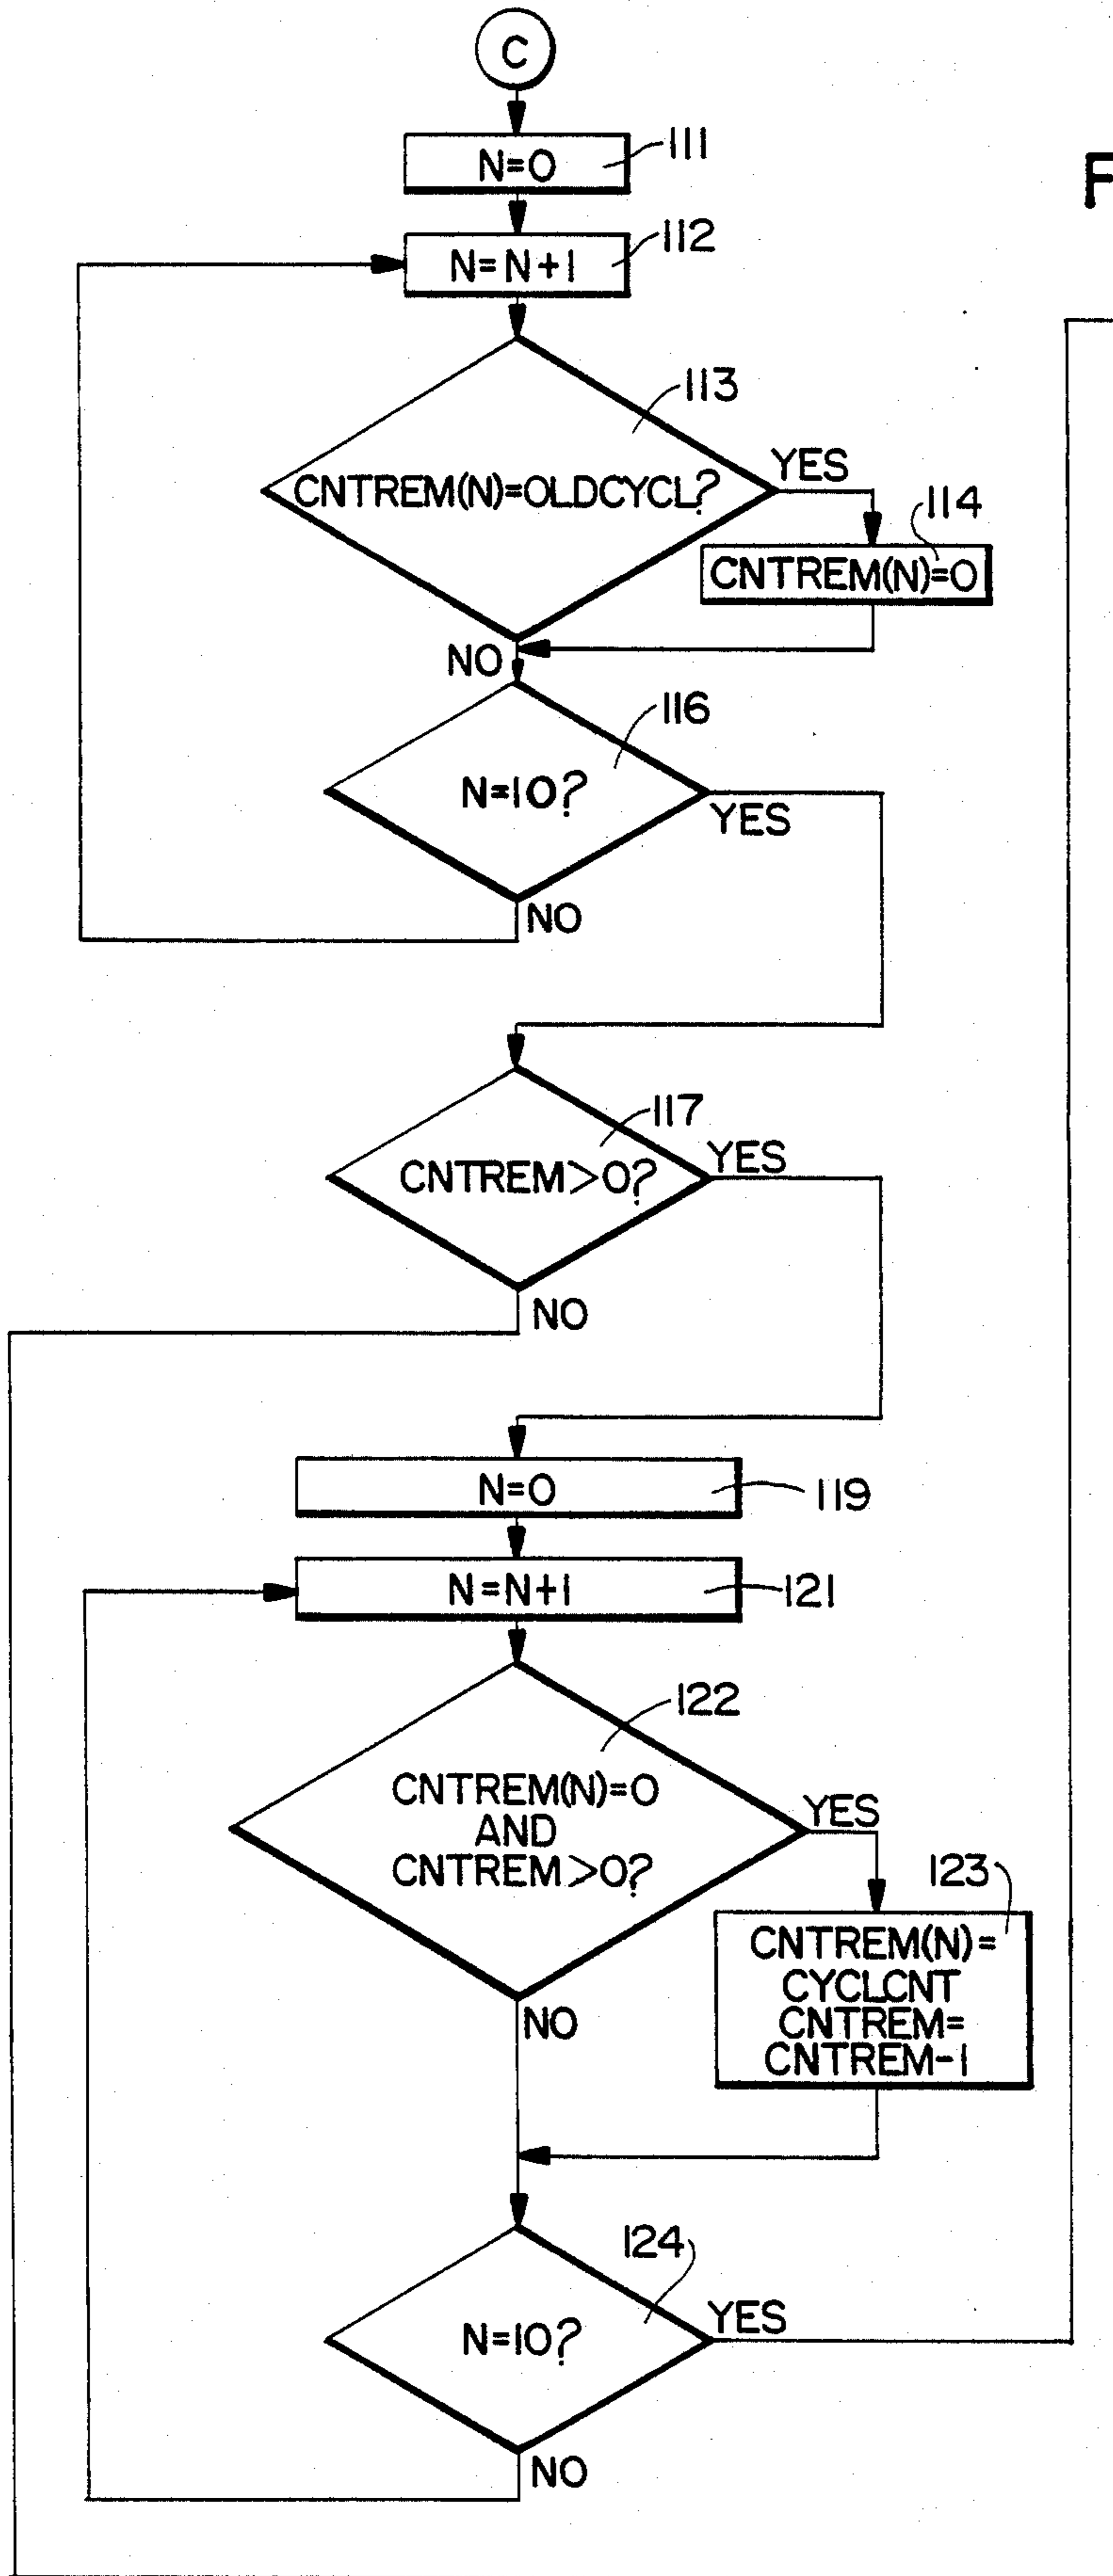 C
N=0
111
F
N=N+1
112
113
CNTREM(N)=OLDCYCL?
YES
114
CNTREM(N)=0
NO
116
N=10?
YES
NO
117
CNTREM>0?
YES
NO
N=0
119
N=N+1
121
122
CNTREM(N)=0
AND
CNTREM>0?
YES
123
CNTREM(N)=
CYCLCNT
CNTREM=
CNTREM-1
NO
124
N=10?
YES
NO